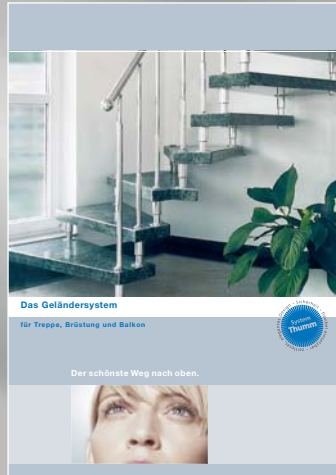 Das Geländersystem
für Treppe, Brüstung und Balkon
System
Thumm
Der schönste Weg nach oben.